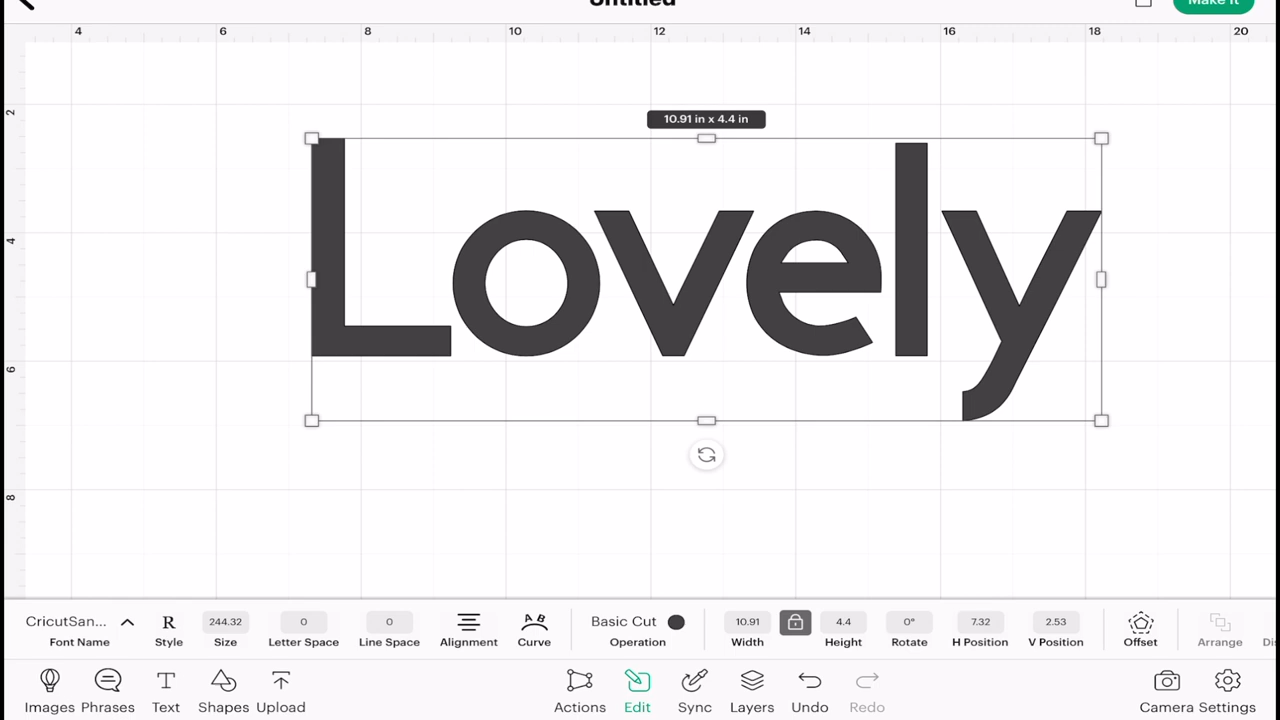 Untitled
Make It
4 6 8 10 12 14 16 18 20
10.91 in x 4.4 in
Lovely
2
4
6
8
CricutSan... R 244.32 0 0 A B Basic Cut 10.91 4.4 0° 7.32 2.53
Font Name Style Size Letter Space Line Space Alignment Curve Operation Width Height Rotate H Position V Position Offset Arrange
Images Phrases Text Shapes Upload Actions Edit Sync Layers Undo Redo Camera Settings